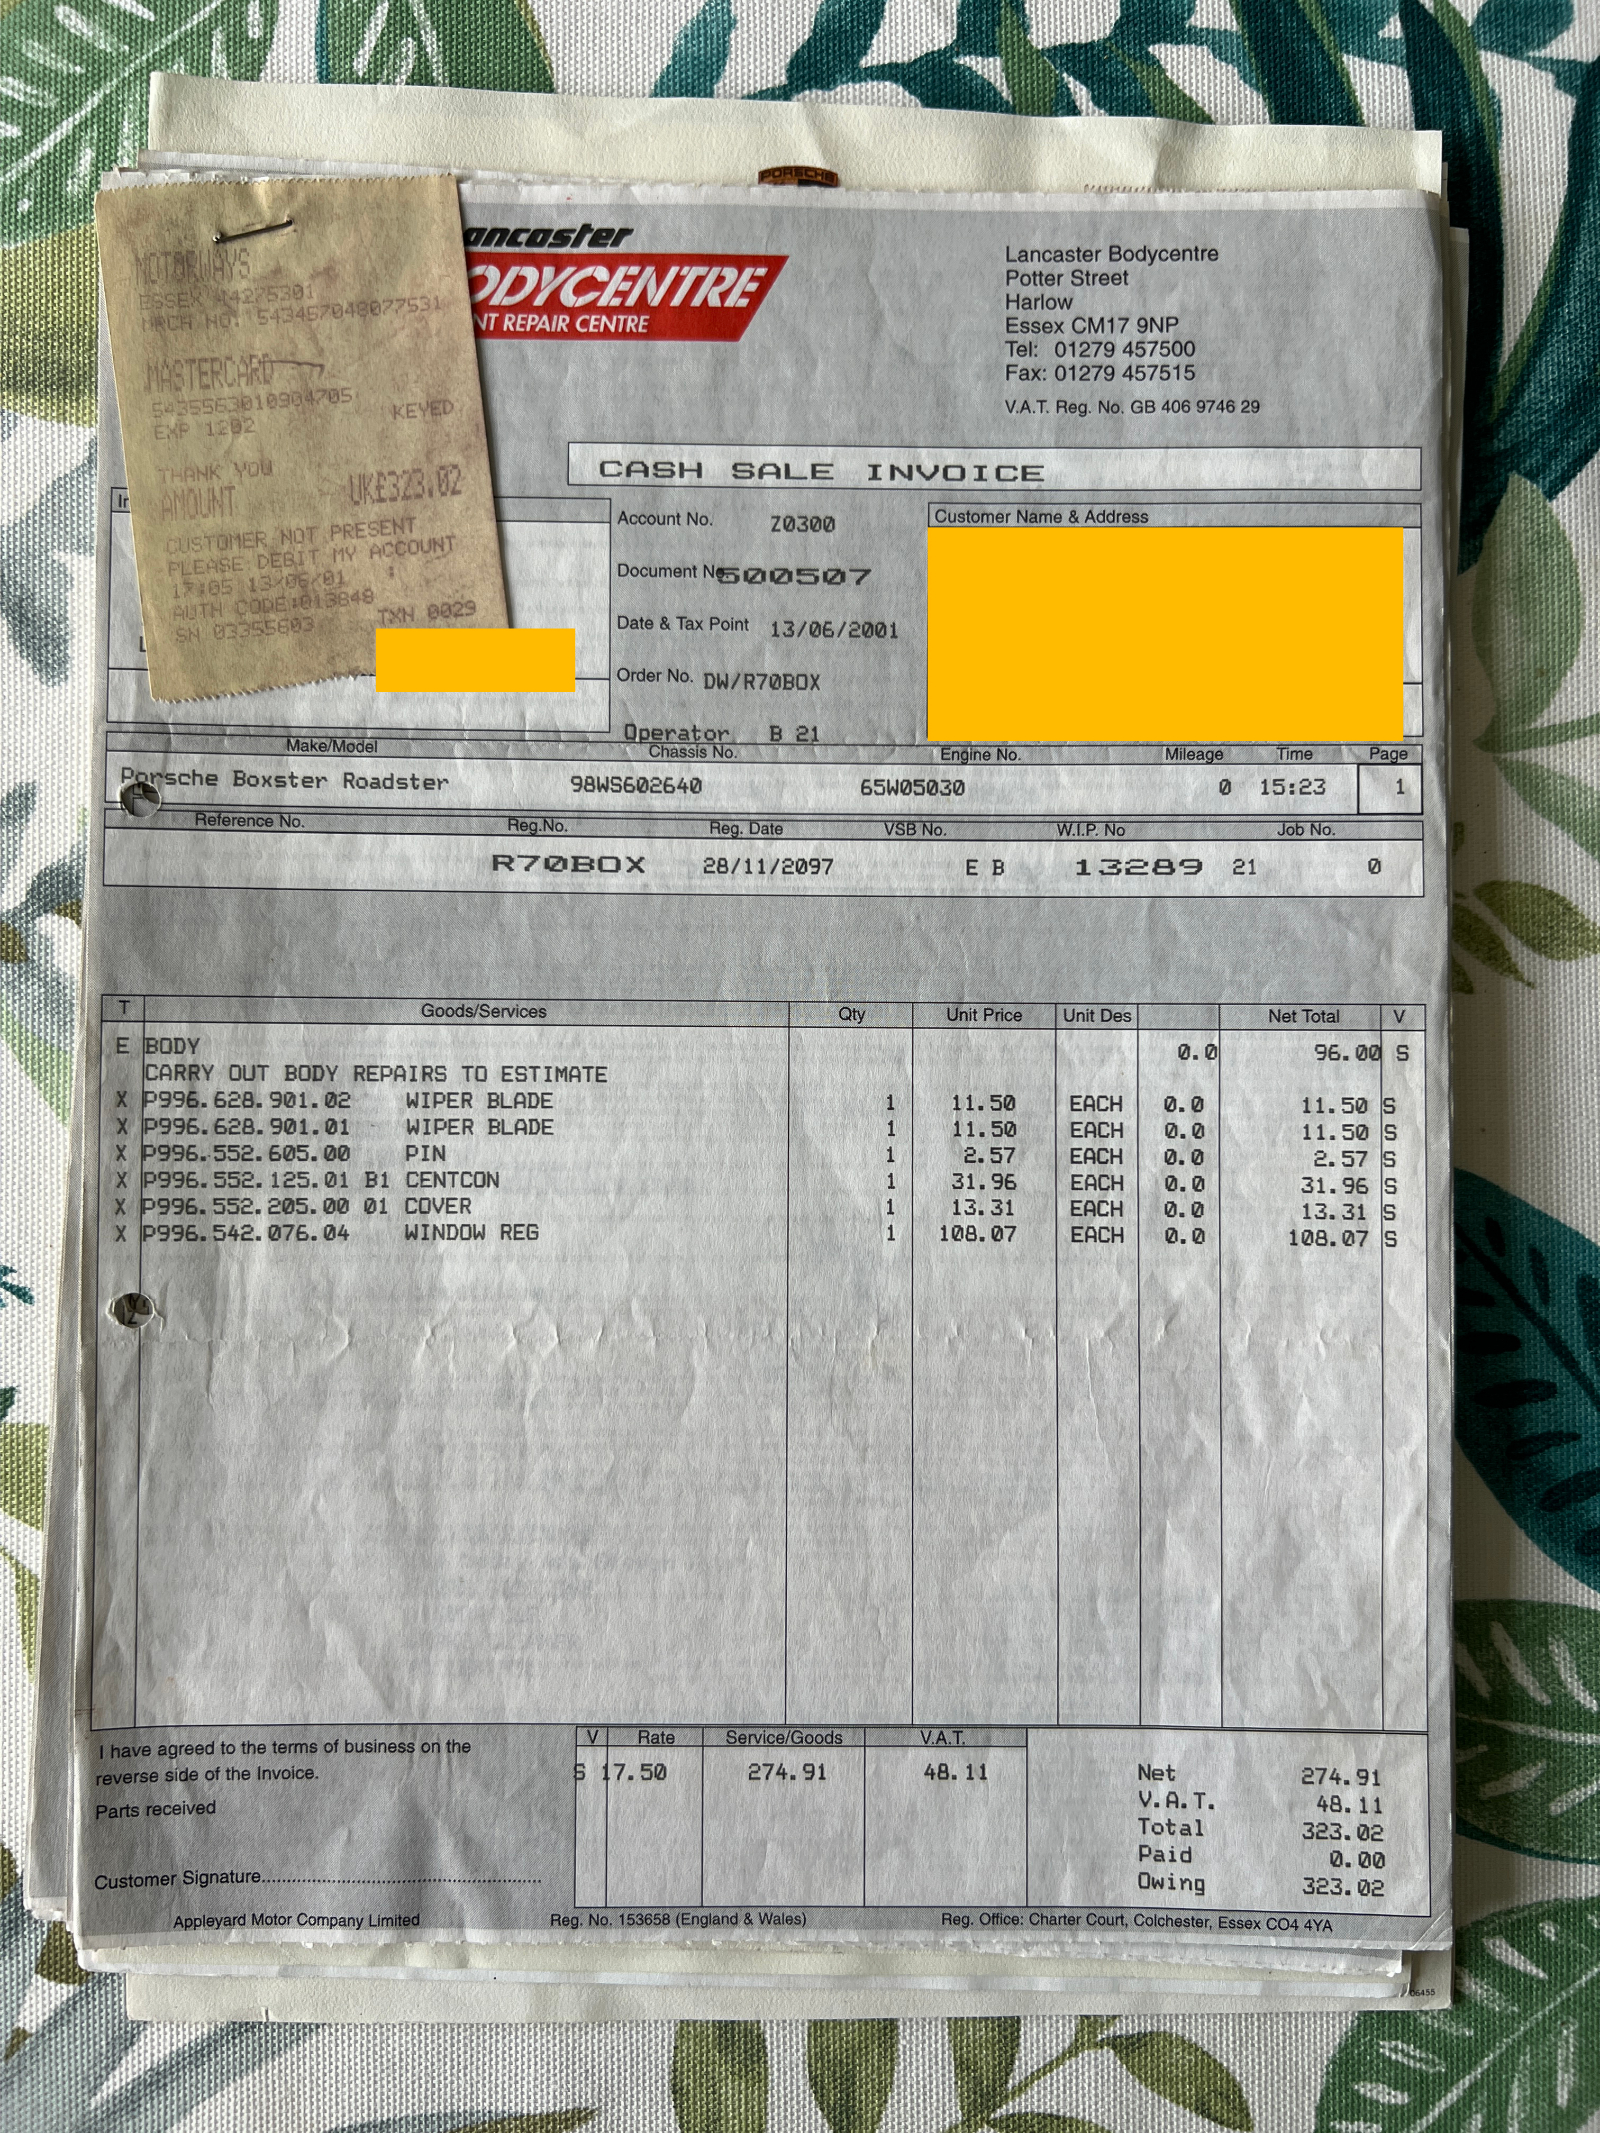 PORSCHE
ancaster
ODYCENTRE
NT REPAIR CENTRE
Lancaster Bodycentre
Potter Street
Harlow
Essex CM17 9NP
Tel: 01279 457500
Fax: 01279 457515
V.A.T. Reg. No. GB 406 9746 29
MOTORWAYS
ESSEX 14275301
MRCH NO. 543457048077531
MASTERCARD
5435563010904705
KEYED
EXP 1202
THANK YOU
AMOUNT UK£323.02
CUSTOMER NOT PRESENT
PLEASE DEBIT MY ACCOUNT
17:05 13/06/01
AUTH CODE:013848
SN 03355603 TXN 0029
CASH SALE INVOICE
In
Account No. Z0300
Document No. 500507
Date & Tax Point 13/06/2001
Order No. DW/R70BOX
Operator B 21
Customer Name & Address
Make/Model Chassis No. Engine No. Mileage Time Page
Porsche Boxster Roadster 98WS602640 65W05030 0 15:23 1
Reference No. Reg.No. Reg. Date VSB No. W.I.P. No Job No.
R70BOX 28/11/2097 E B 13289 21 0
T Goods/Services Qty Unit Price Unit Des Net Total V
E BODY 0.0 96.00 S
CARRY OUT BODY REPAIRS TO ESTIMATE
X P996.628.901.02 WIPER BLADE 1 11.50 EACH 0.0 11.50 S
X P996.628.901.01 WIPER BLADE 1 11.50 EACH 0.0 11.50 S
X P996.552.605.00 PIN 1 2.57 EACH 0.0 2.57 S
X P996.552.125.01 B1 CENTCON 1 31.96 EACH 0.0 31.96 S
X P996.552.205.00 01 COVER 1 13.31 EACH 0.0 13.31 S
X P996.542.076.04 WINDOW REG 1 108.07 EACH 0.0 108.07 S
I have agreed to the terms of business on the
reverse side of the Invoice.
Parts received
Customer Signature
V Rate Service/Goods V.A.T.
S 17.50 274.91 48.11
Net 274.91
V.A.T. 48.11
Total 323.02
Paid 0.00
Owing 323.02
Appleyard Motor Company Limited Reg. No. 153658 (England & Wales) Reg. Office: Charter Court, Colchester, Essex CO4 4YA
06455